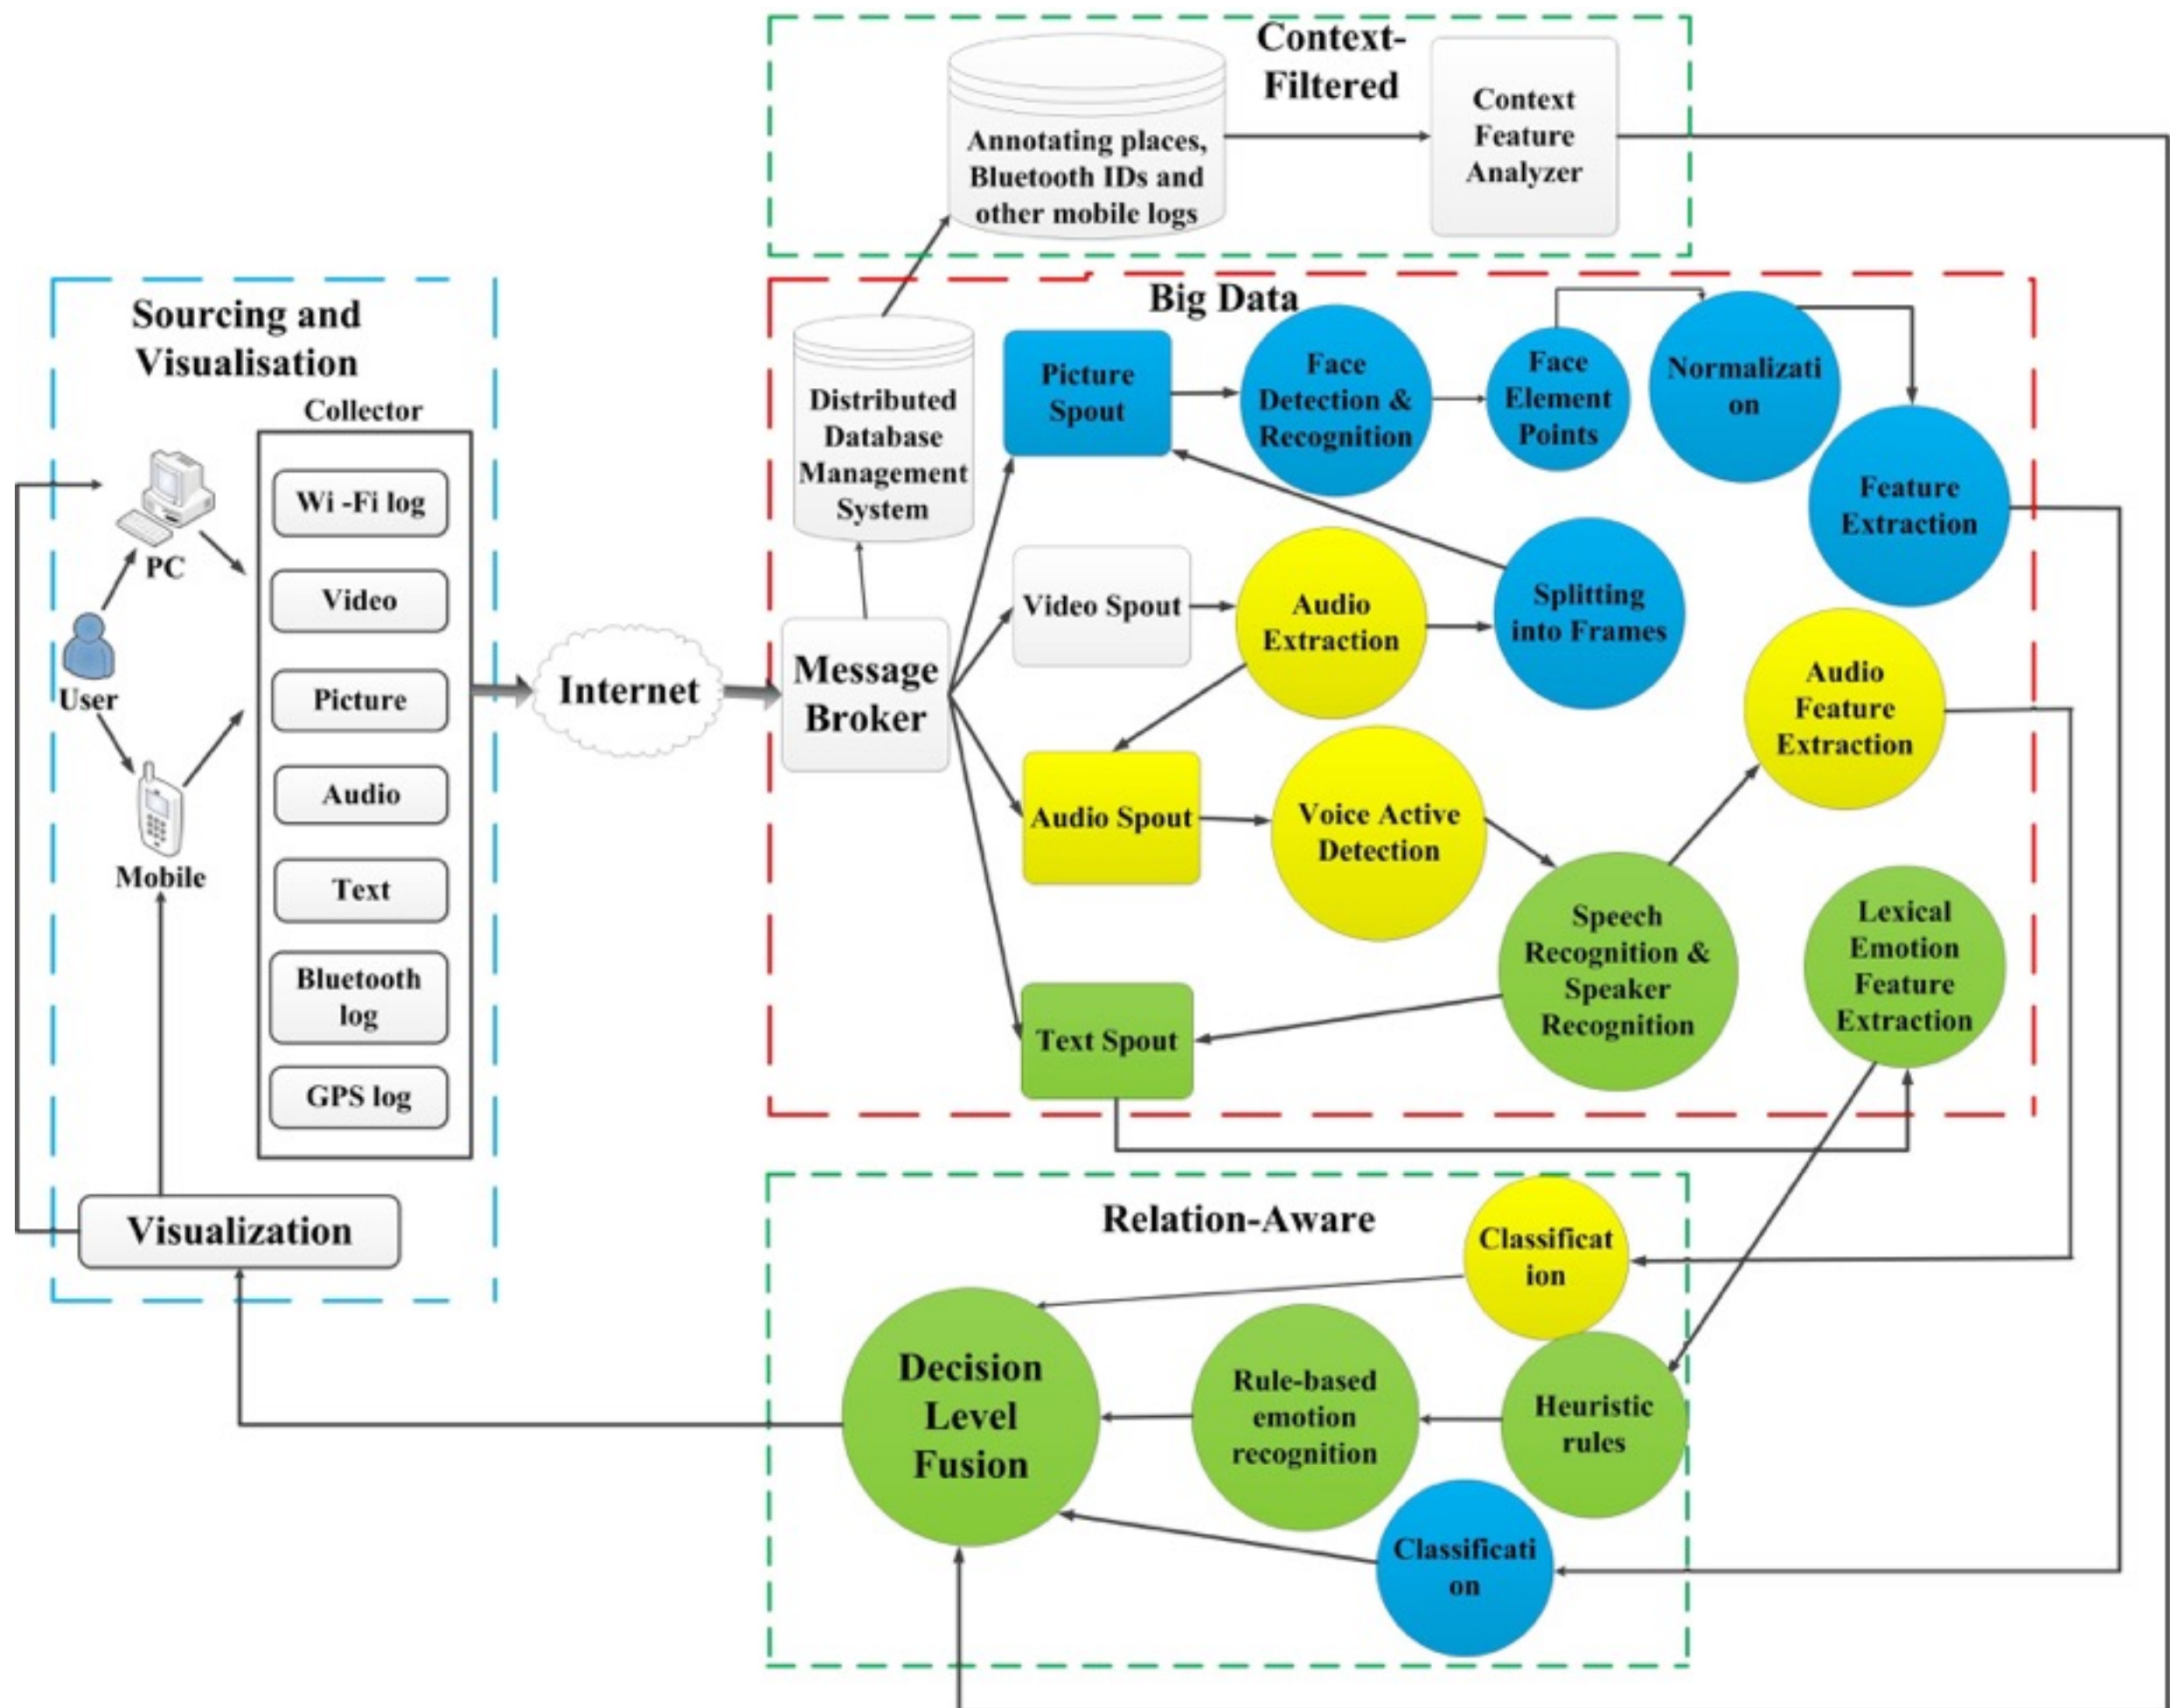 Context-
Filtered
Annotating places,
Bluetooth IDs and
other mobile logs
Context
Feature
Analyzer
Sourcing and
Visualisation
Collector
Wi -Fi log
Video
Picture
Audio
Text
Bluetooth
log
GPS log
PC
User
Mobile
Visualization
Internet
Big Data
Distributed
Database
Management
System
Message
Broker
Picture
Spout
Face
Detection &
Recognition
Face
Element
Points
Normalizati
on
Feature
Extraction
Video Spout
Audio
Extraction
Splitting
into Frames
Audio
Feature
Extraction
Audio Spout
Voice Active
Detection
Speech
Recognition &
Speaker
Recognition
Lexical
Emotion
Feature
Extraction
Text Spout
Relation-Aware
Classificat
ion
Decision
Level
Fusion
Rule-based
emotion
recognition
Heuristic
rules
Classificati
on